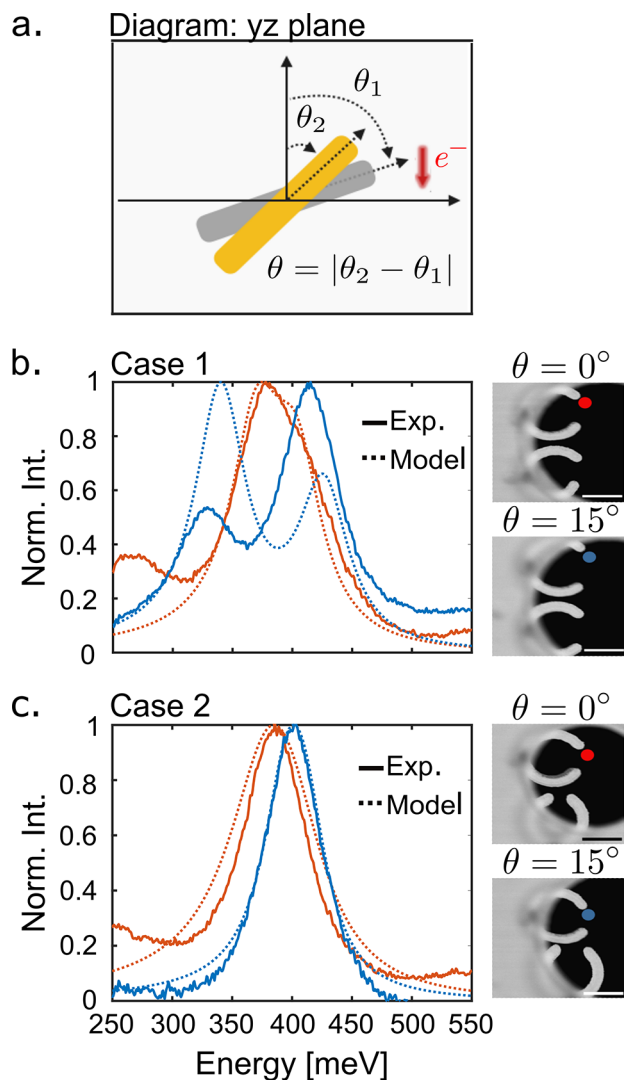 a. Diagram: yz plane
θ₁
θ₂
e⁻
θ = |θ₂ − θ₁|
b. Case 1
θ = 0°
1
0.8
0.6
0.4
0.2
0
Norm. Int.
Exp.
Model
θ = 15°
c. Case 2
θ = 0°
1
0.8
0.6
0.4
0.2
0
Norm. Int.
Exp.
Model
θ = 15°
250 300 350 400 450 500 550
Energy [meV]